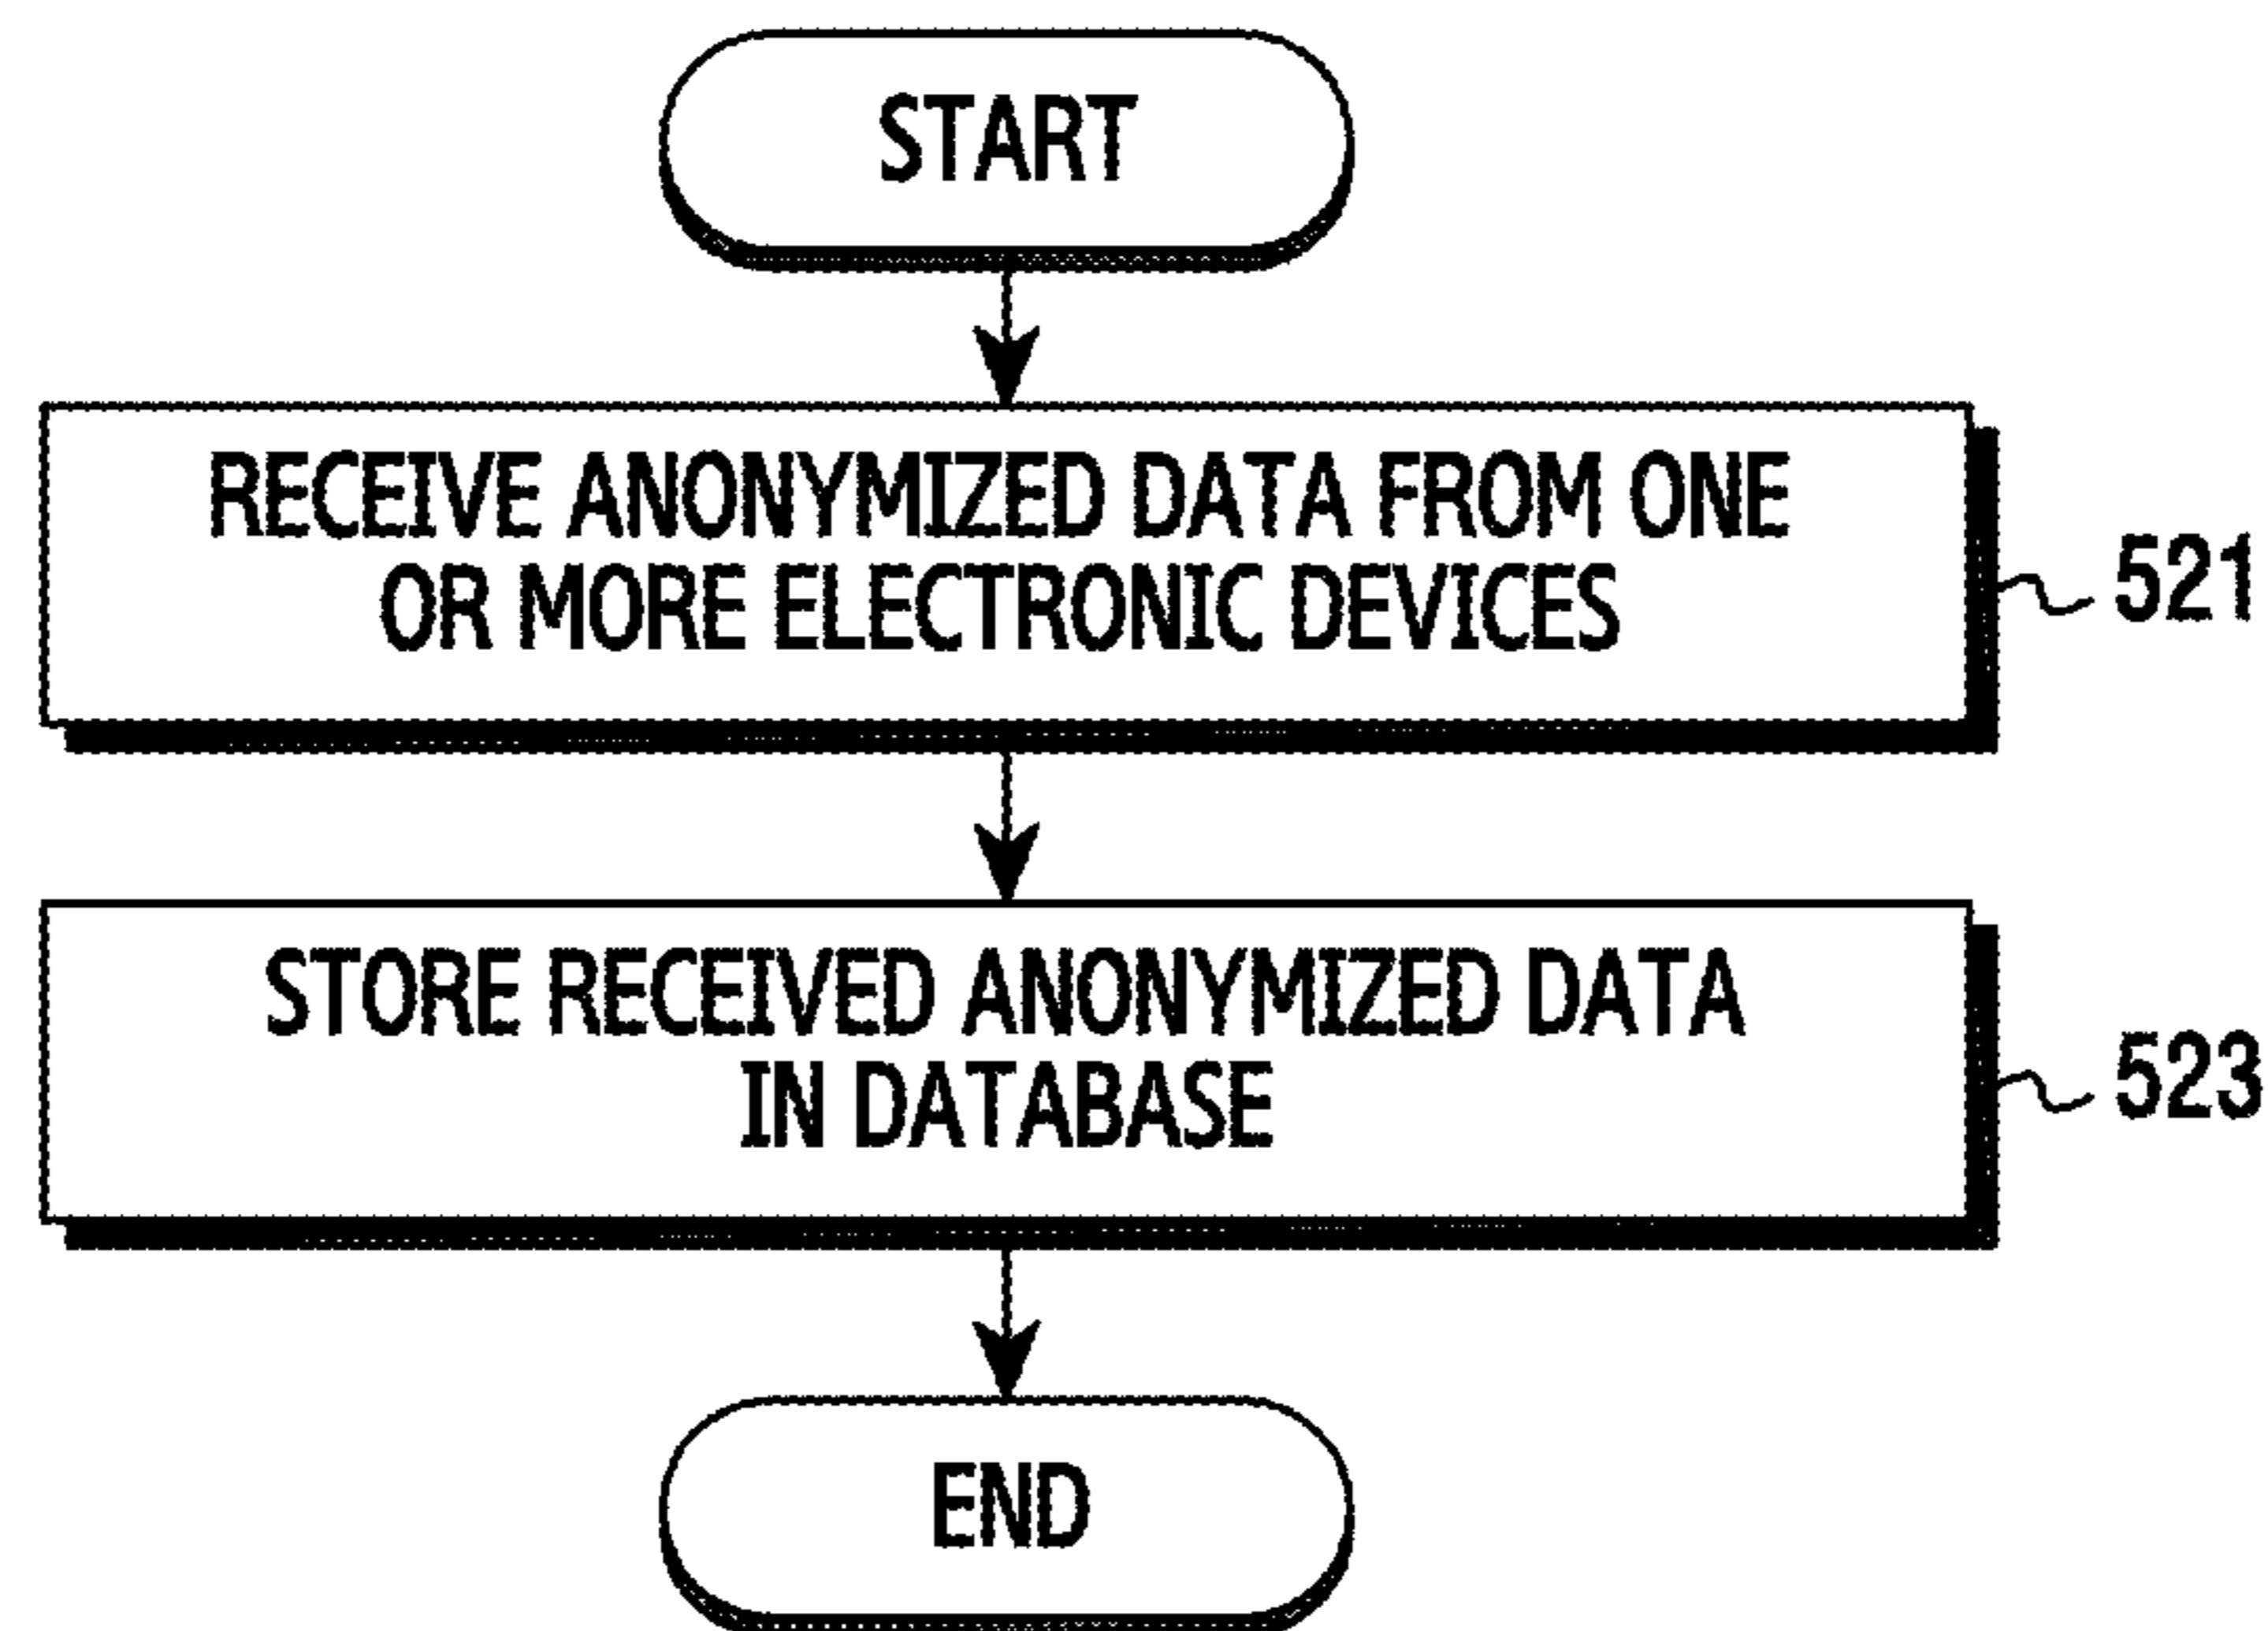 START
RECEIVE ANONYMIZED DATA FROM ONE
OR MORE ELECTRONIC DEVICES
521
STORE RECEIVED ANONYMIZED DATA
IN DATABASE
523
END